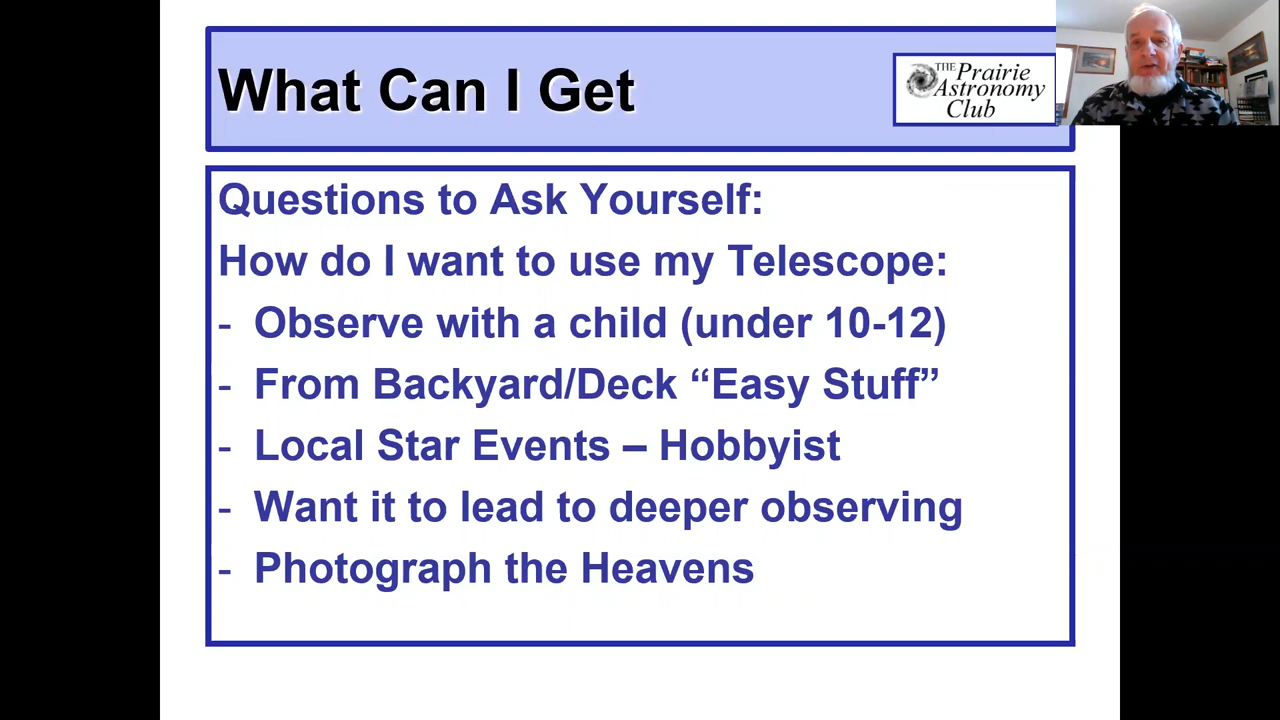 What Can I Get
THE Prairie
Astronomy
Club
Questions to Ask Yourself:
How do I want to use my Telescope:
- Observe with a child (under 10-12)
- From Backyard/Deck “Easy Stuff”
- Local Star Events – Hobbyist
- Want it to lead to deeper observing
- Photograph the Heavens